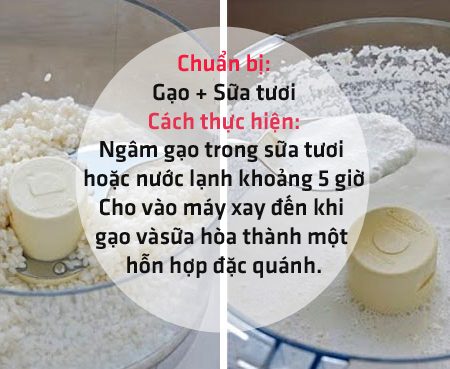 Chuẩn bị:
Gạo + Sữa tươi
Cách thực hiện:
Ngâm gạo trong sữa tươi
hoặc nước lạnh khoảng 5 giờ
Cho vào máy xay đến khi
gạo vàsữa hòa thành một
hỗn hợp đặc quánh.